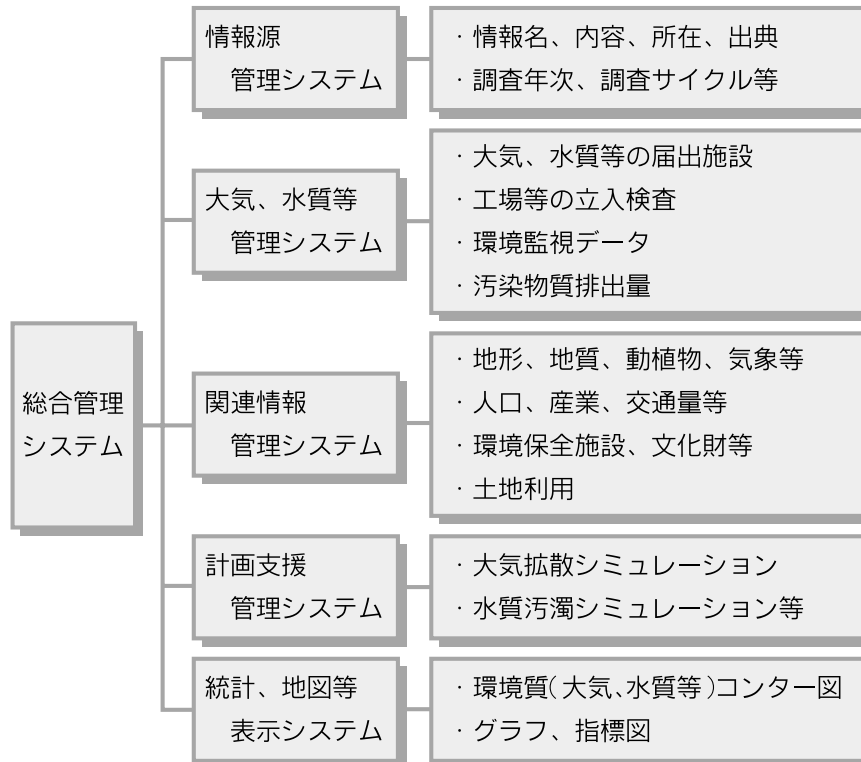 総合管理
システム
情報源
管理システム
・情報名、内容、所在、出典
・調査年次、調査サイクル等
大気、水質等
管理システム
・大気、水質等の届出施設
・工場等の立入検査
・環境監視データ
・汚染物質排出量
関連情報
管理システム
・地形、地質、動植物、気象等
・人口、産業、交通量等
・環境保全施設、文化財等
・土地利用
計画支援
管理システム
・大気拡散シミュレーション
・水質汚濁シミュレーション等
統計、地図等
表示システム
・環境質（大気、水質等）コンター図
・グラフ、指標図